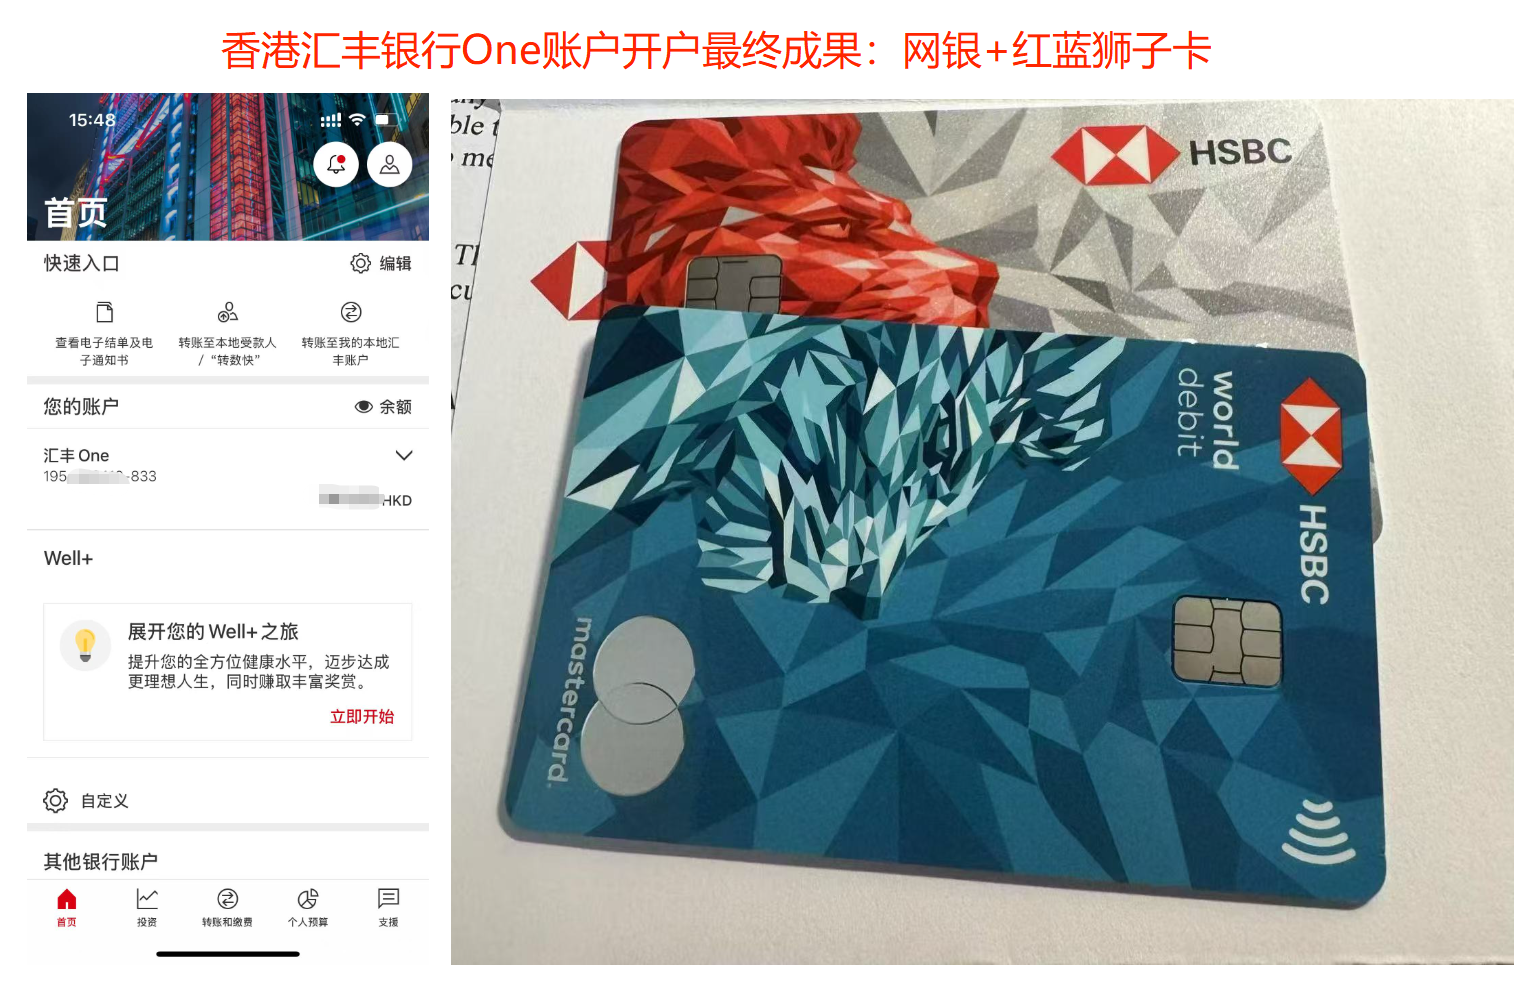 香港汇丰银行One账户开户最终成果：网银+红蓝狮子卡
15:48
首页
快速入口
编辑
查看电子结单及电
子通知书
转账至本地受款人
/“转数快”
转账至我的本地汇
丰账户
您的账户
余额
汇丰 One
195
-833
HKD
Well+
展开您的 Well+ 之旅
提升您的全方位健康水平，迈步达成
更理想人生，同时赚取丰富奖赏。
立即开始
自定义
其他银行账户
首页
投资
转账和缴费
个人预算
支援
ble t
me
HSBC
world
debit
HSBC
mastercard.